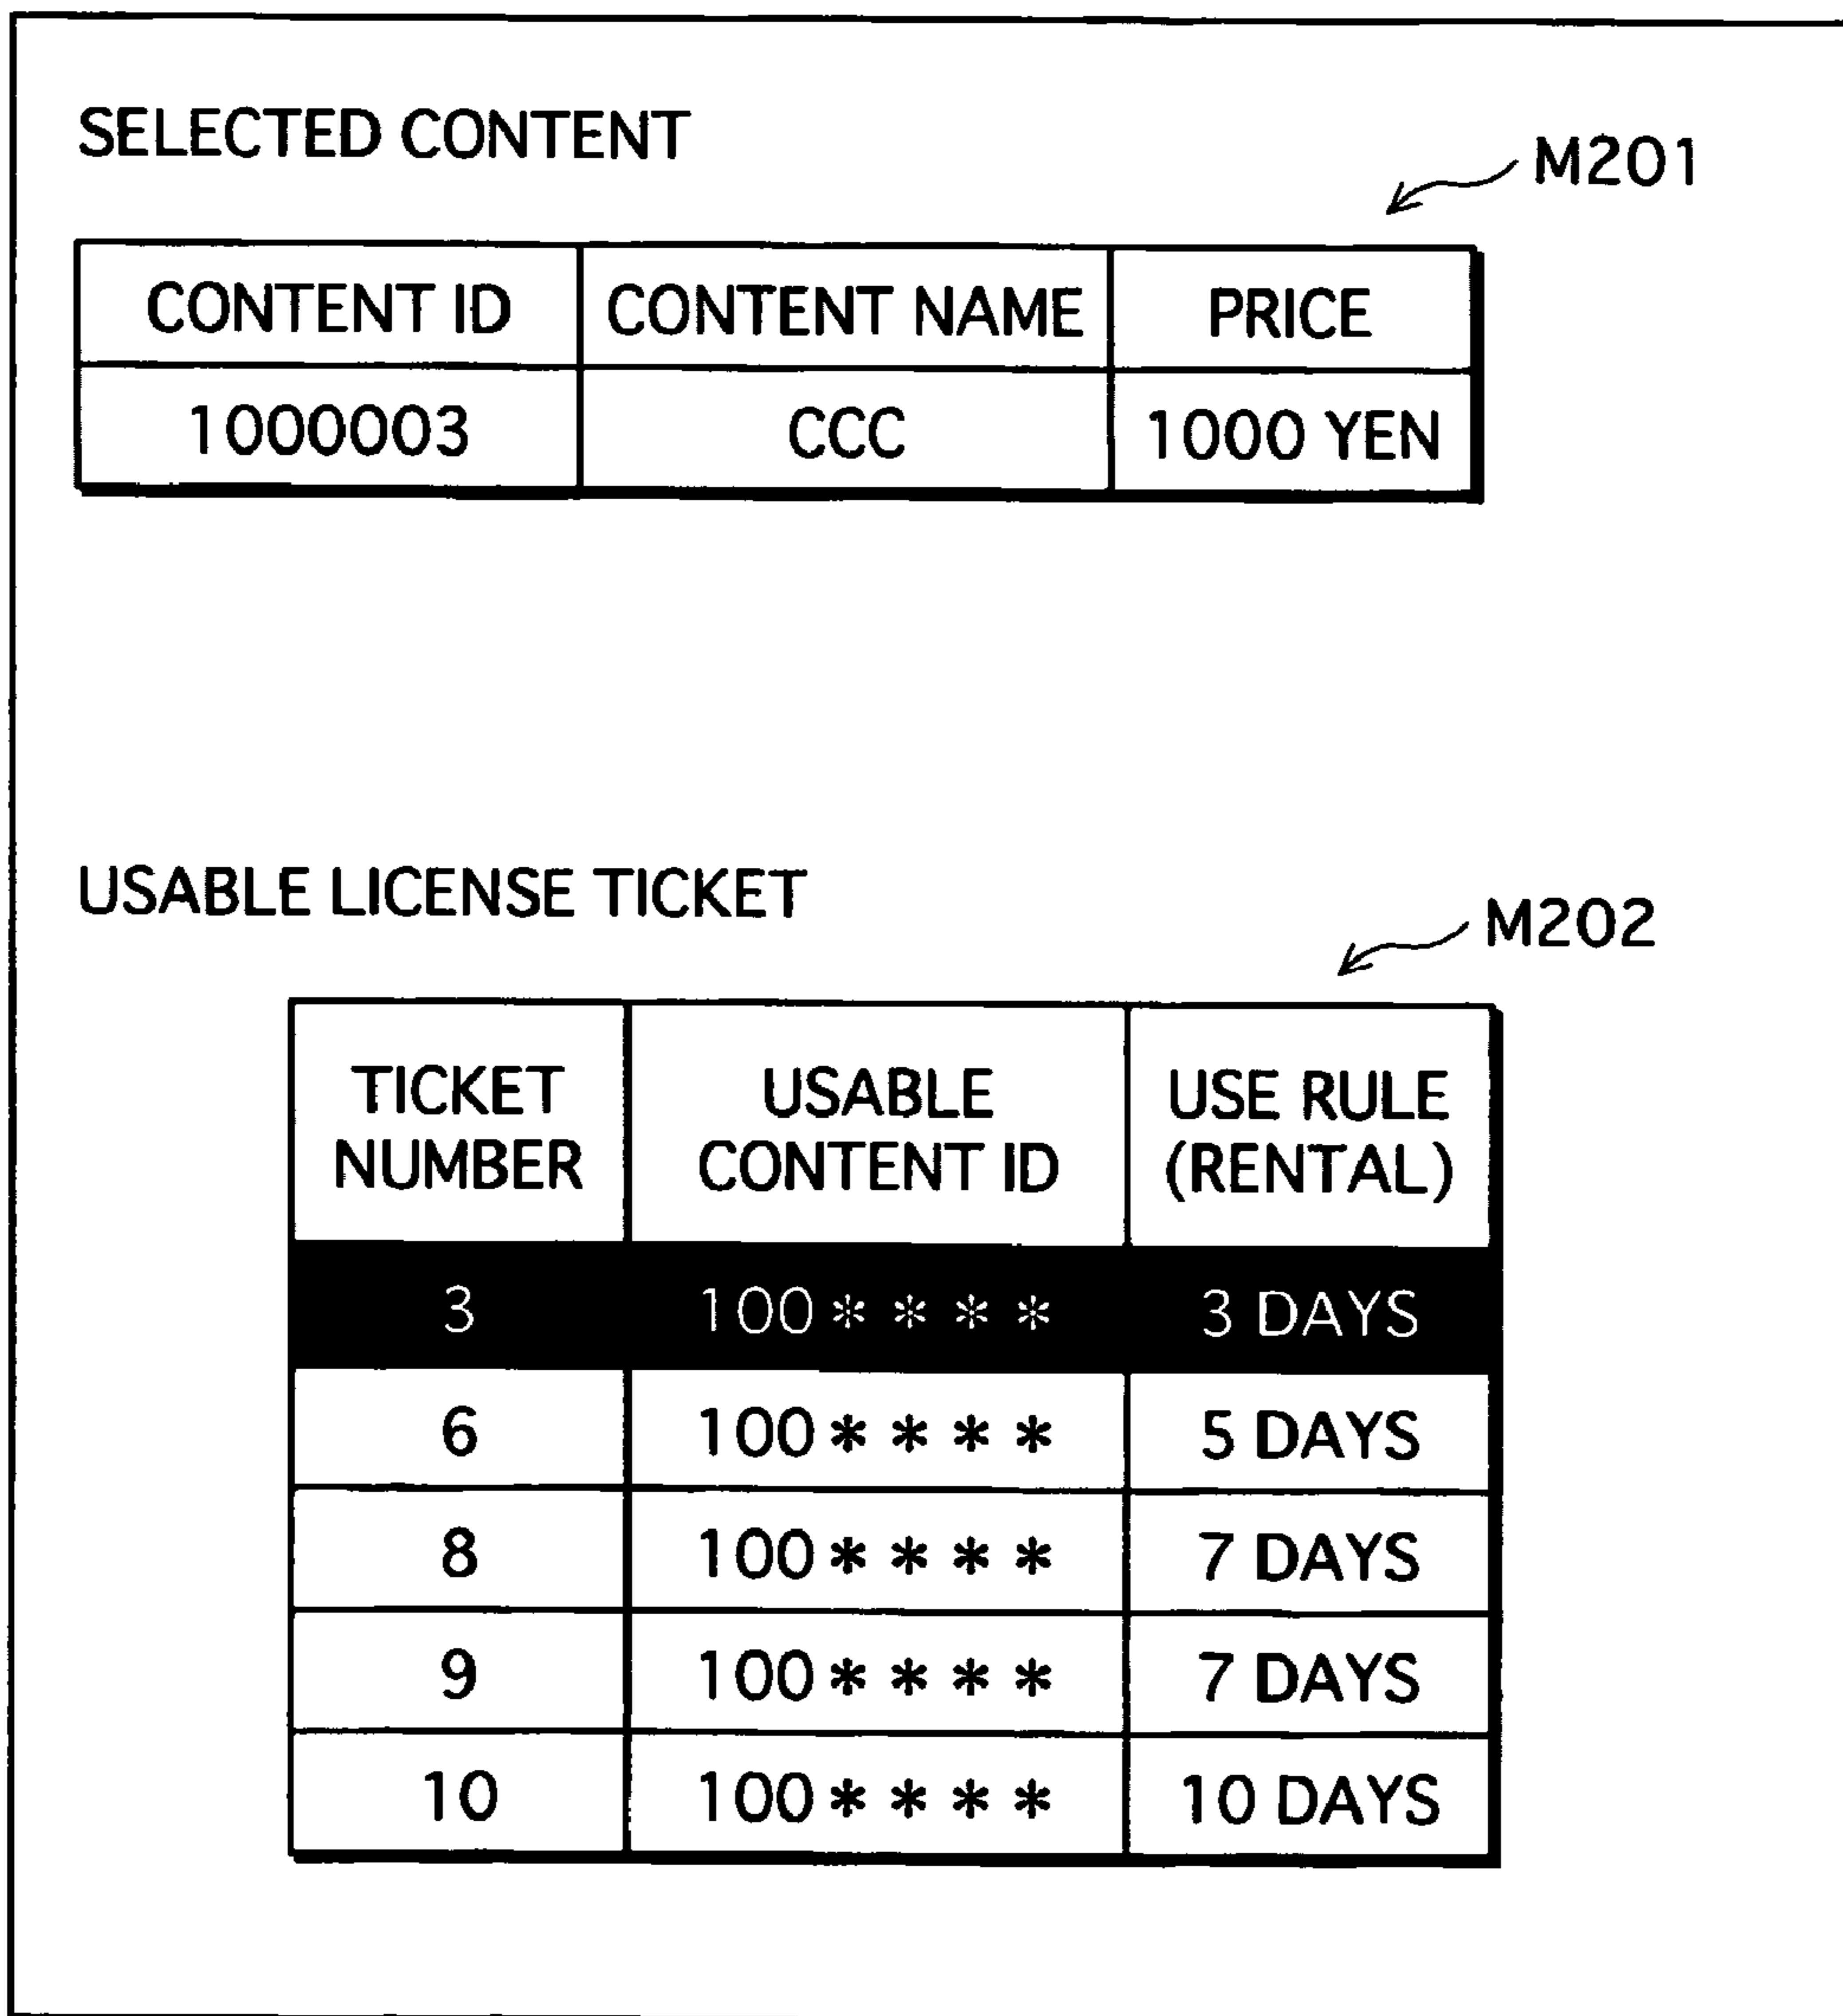 SELECTED CONTENT
M201
CONTENT ID CONTENT NAME PRICE
1000003 CCC 1000 YEN
USABLE LICENSE TICKET
M202
TICKET NUMBER USABLE CONTENT ID USE RULE (RENTAL)
3 100**** 3 DAYS
6 100**** 5 DAYS
8 100**** 7 DAYS
9 100**** 7 DAYS
10 100**** 10 DAYS